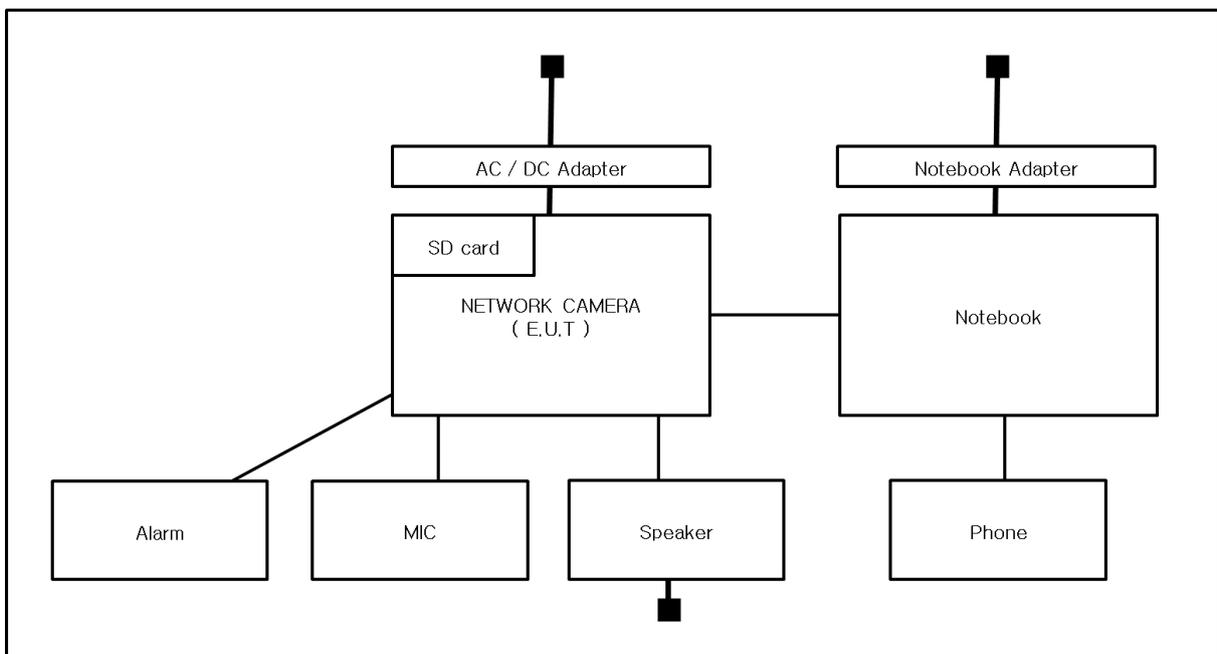 AC / DC Adapter
Notebook Adapter
SD card
NETWORK CAMERA
( E.U.T )
Notebook
Alarm
MIC
Speaker
Phone